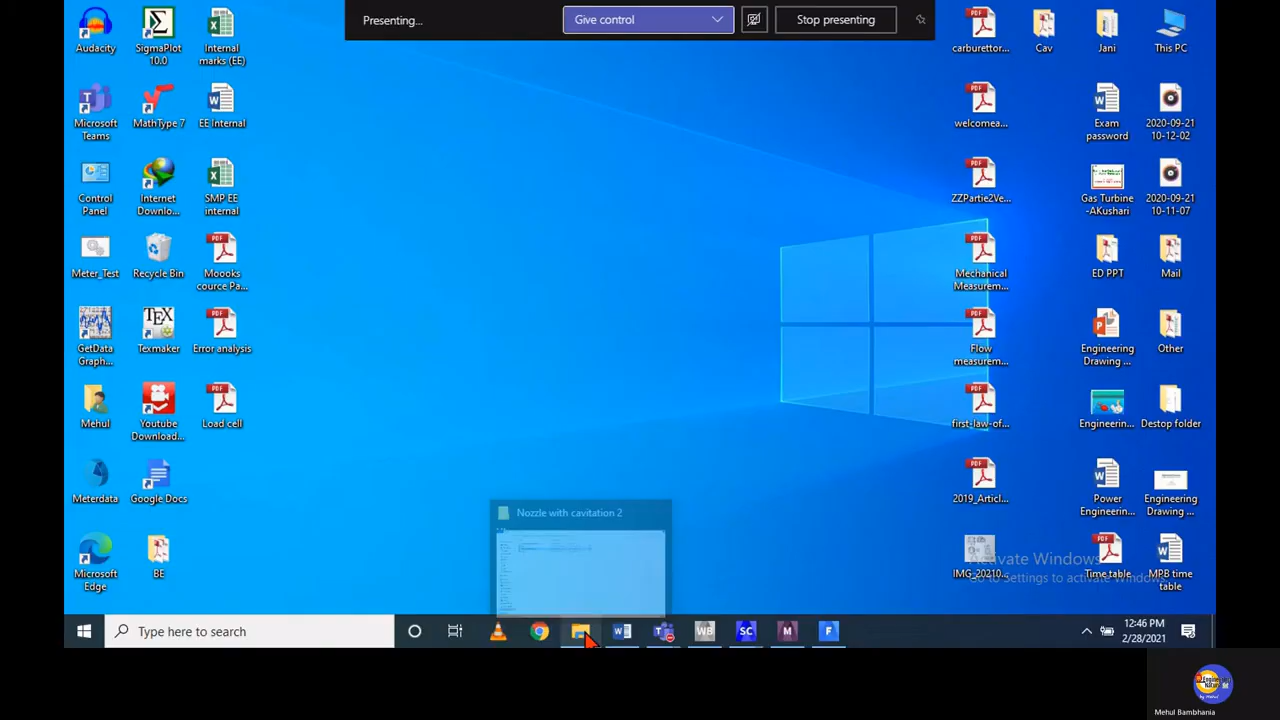 Presenting...
Give control
Stop presenting
Audacity
SigmaPlot
10.0
Internal
marks (EE)
carburettor...
Cav
Jani
This PC
Microsoft
Teams
MathType 7
EE internal
welcomea...
Exam
password
2020-09-21
10-12-02
Control
Panel
Internet
Downlo...
SMP EE
internal
ZZPartie2Ve...
Gas Turbine
-AKushari
2020-09-21
10-11-07
Meter_Test
Recycle Bin
Moooks
cource Pa...
Mechanical
Measurem...
ED PPT
Mail
GetData
Graph...
Texmaker
Error analysis
Flow
measurem...
Engineering
Drawing ...
Other
Mehul
Youtube
Download...
Load cell
first-law-of...
Engineerin...
Destop folder
Meterdata
Google Docs
2019_Articl...
Power
Engineerin...
Engineering
Drawing ...
Nozzle with cavitation 2
Microsoft
Edge
BE
IMG-20210...
Time table
MPB time
table
Activate Windows
Go to Settings to activate Windows.
Type here to search
WB
SC
M
F
12:46 PM
2/28/2021
Mehul Bambhania